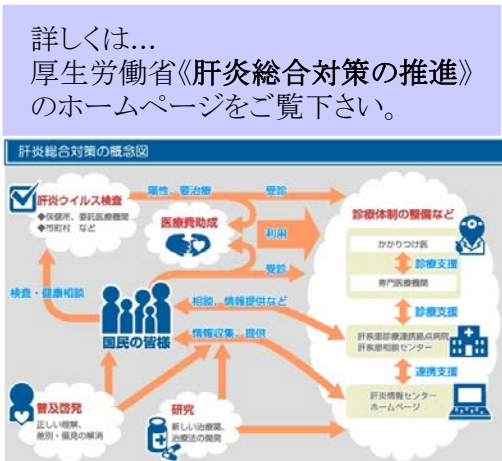 詳しくは…
厚生労働省《肝炎総合対策の推進》
のホームページをご覧下さい。
肝炎総合対策の概念図
肝炎ウイルス検査
◆保健所、委託医療機関
◆市町村 など
陽性、要治療
受診
医療費助成
利用
受診
診療体制の整備など
かかりつけ医
診療支援
専門医療機関
診療支援
肝疾患診療連携拠点病院
肝疾患相談センター
連携支援
肝炎情報センター
ホームページ
検査・健康相談
国民の皆様
相談、情報提供など
情報収集、提供
普及啓発
正しい理解、
差別・偏見の解消
研究
新しい治療薬、
治療法の開発